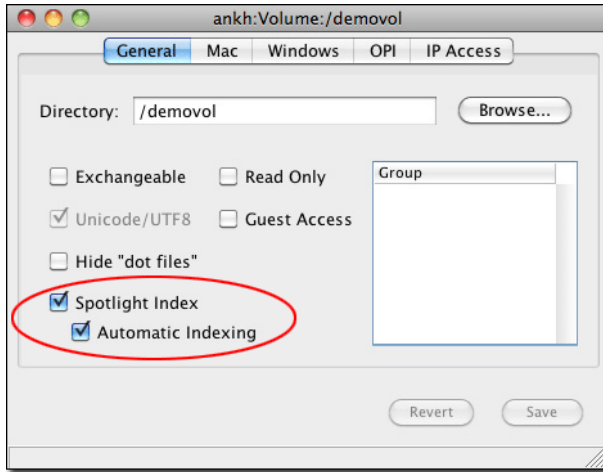 ankh:Volume:/demovol
General Mac Windows OPI IP Access
Directory: /demovol Browse...
Exchangeable Read Only Group
Unicode/UTF8 Guest Access
Hide "dot files"
Spotlight Index
Automatic Indexing
Revert Save